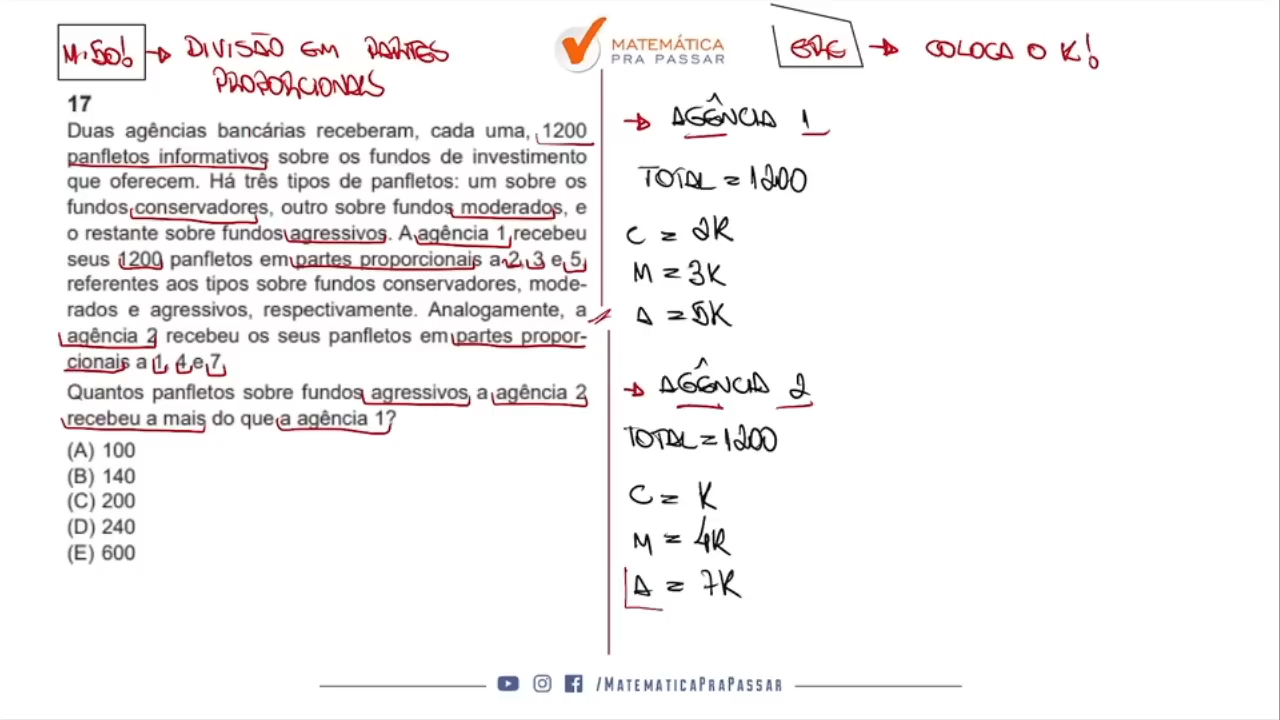 M.50! → DIVISÃO EM PARTES
PROPORCIONAIS
MATEMÁTICA
PRA PASSAR
→ COLOCA O K!
17
Duas agências bancárias receberam, cada uma, 1200
panfletos informativos sobre os fundos de investimento
que oferecem. Há três tipos de panfletos: um sobre os
fundos conservadores, outro sobre fundos moderados, e
o restante sobre fundos agressivos. A agência 1 recebeu
seus 1200 panfletos em partes proporcionais a 2, 3 e 5,
referentes aos tipos sobre fundos conservadores, mode-
rados e agressivos, respectivamente. Analogamente, a
agência 2 recebeu os seus panfletos em partes propor-
cionais a 1, 4 e 7.
Quantos panfletos sobre fundos agressivos a agência 2
recebeu a mais do que a agência 1?
(A) 100
(B) 140
(C) 200
(D) 240
(E) 600
→ AGÊNCIA 1
TOTAL = 1200
C = 2K
M = 3K
A = 5K
→ AGÊNCIA 2
TOTAL = 1200
C = K
M = 4K
A = 7K
/MATEMATICAPRAPASSAR